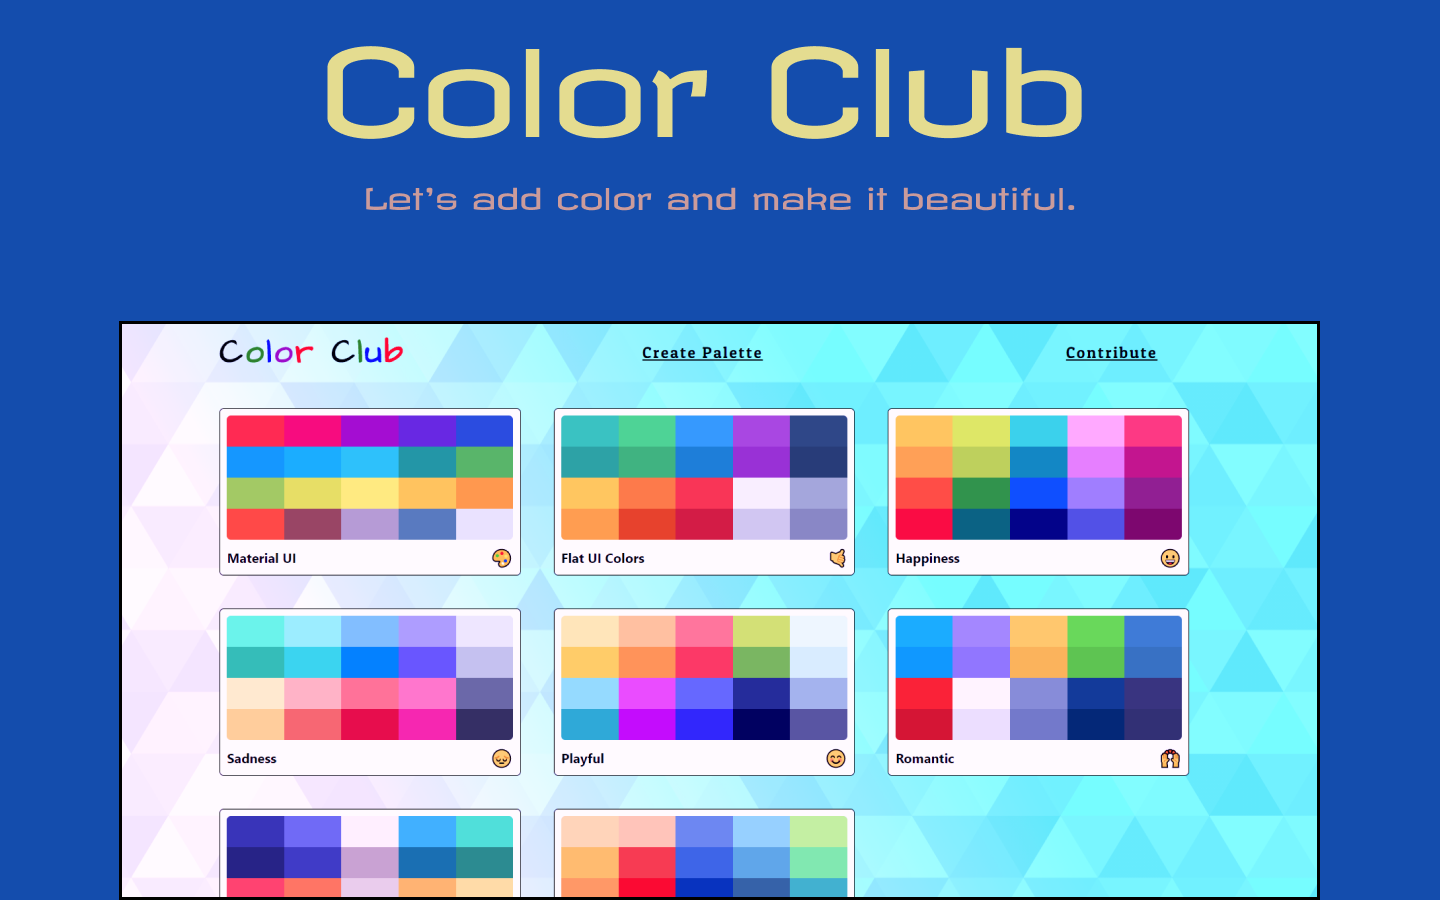 Color Club
Let's add color and make it beautiful.
Color Club
Create Palette
Contribute
Material UI
Flat UI Colors
Happiness
Sadness
Playful
Romantic